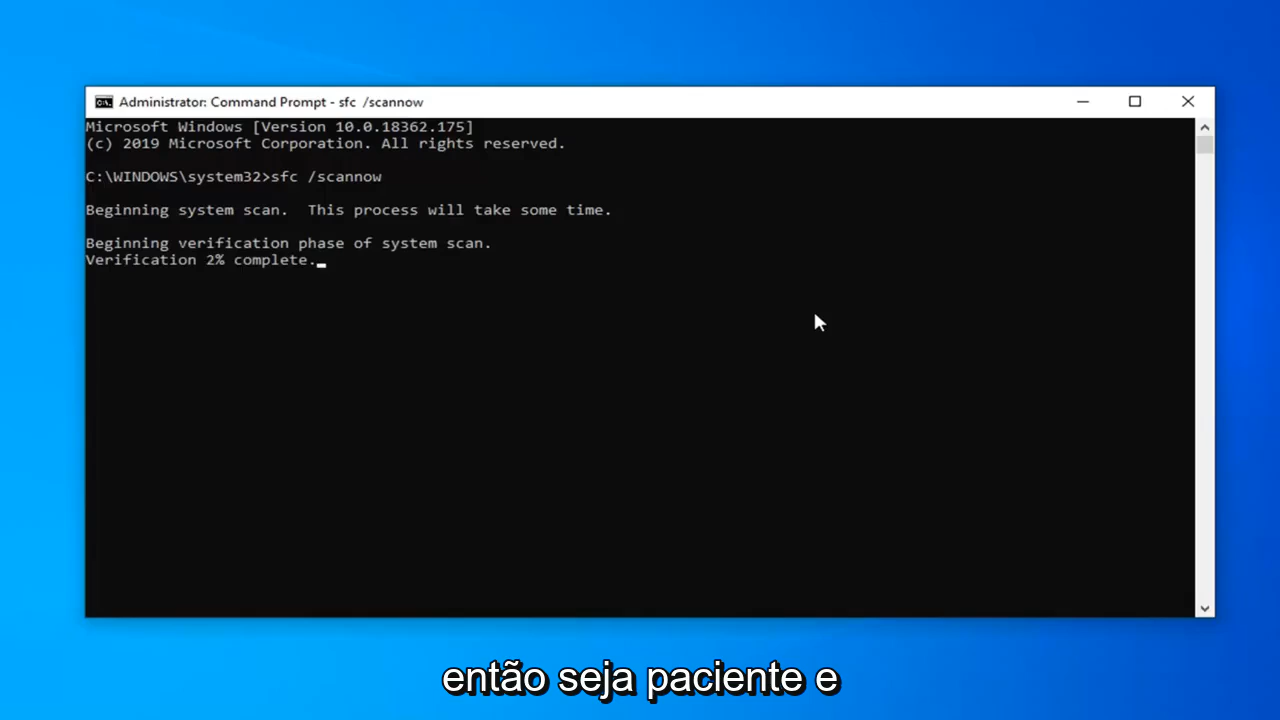 Administrator: Command Prompt - sfc  /scannow
Microsoft Windows [Version 10.0.18362.175]
(c) 2019 Microsoft Corporation. All rights reserved.
C:\WINDOWS\system32>sfc /scannow
Beginning system scan.  This process will take some time.
Beginning verification phase of system scan.
Verification 2% complete.
então seja paciente e